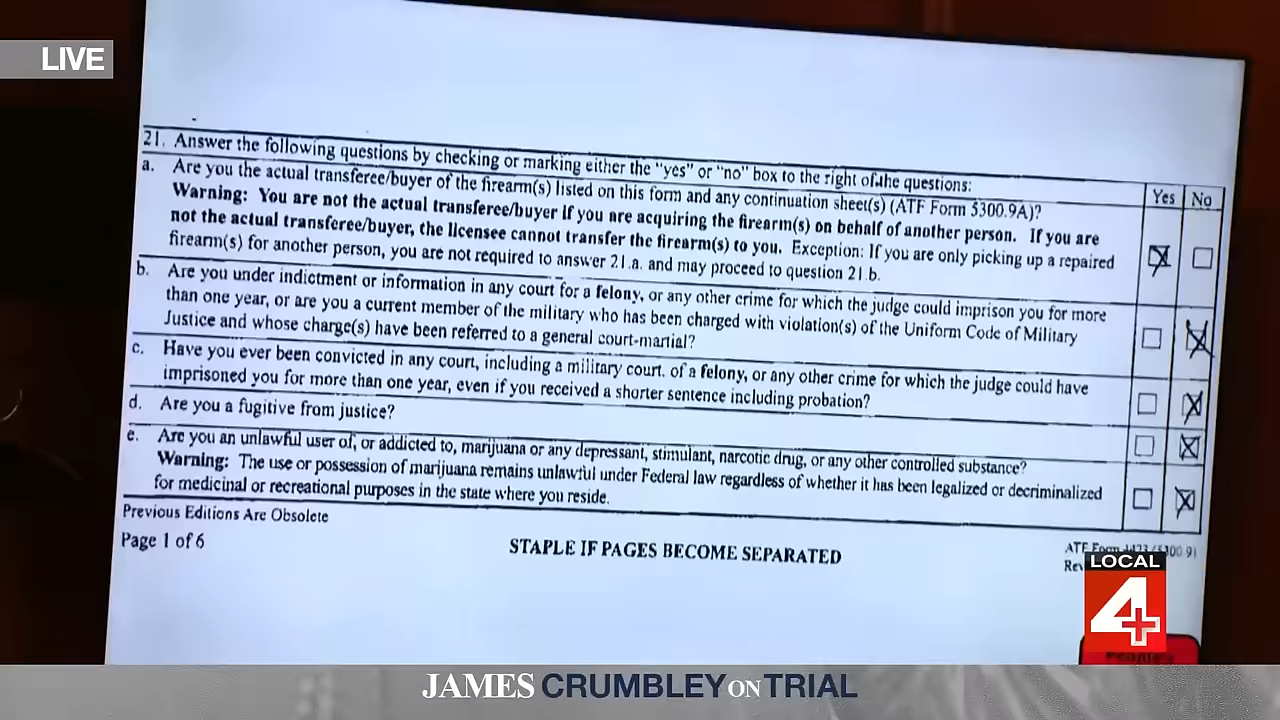 LIVE
21. Answer the following questions by checking or marking either the "yes" or "no" box to the right of the questions:
Yes No
a. Are you the actual transferee/buyer of the firearm(s) listed on this form and any continuation sheet(s) (ATF Form 5300.9A)?
Warning: You are not the actual transferee/buyer if you are acquiring the firearm(s) on behalf of another person. If you are
not the actual transferee/buyer, the licensee cannot transfer the firearm(s) to you. Exception: If you are only picking up a repaired
firearm(s) for another person, you are not required to answer 21.a. and may proceed to question 21.b.
b. Are you under indictment or information in any court for a felony, or any other crime for which the judge could imprison you for more
than one year, or are you a current member of the military who has been charged with violation(s) of the Uniform Code of Military
Justice and whose charge(s) have been referred to a general court-martial?
c. Have you ever been convicted in any court, including a military court, of a felony, or any other crime for which the judge could have
imprisoned you for more than one year, even if you received a shorter sentence including probation?
d. Are you a fugitive from justice?
e. Are you an unlawful user of, or addicted to, marijuana or any depressant, stimulant, narcotic drug, or any other controlled substance?
Warning: The use or possession of marijuana remains unlawful under Federal law regardless of whether it has been legalized or decriminalized
for medicinal or recreational purposes in the state where you reside.
Previous Editions Are Obsolete
Page 1 of 6
STAPLE IF PAGES BECOME SEPARATED
ATF Form
LOCAL
4+
JAMES CRUMBLEY ON TRIAL